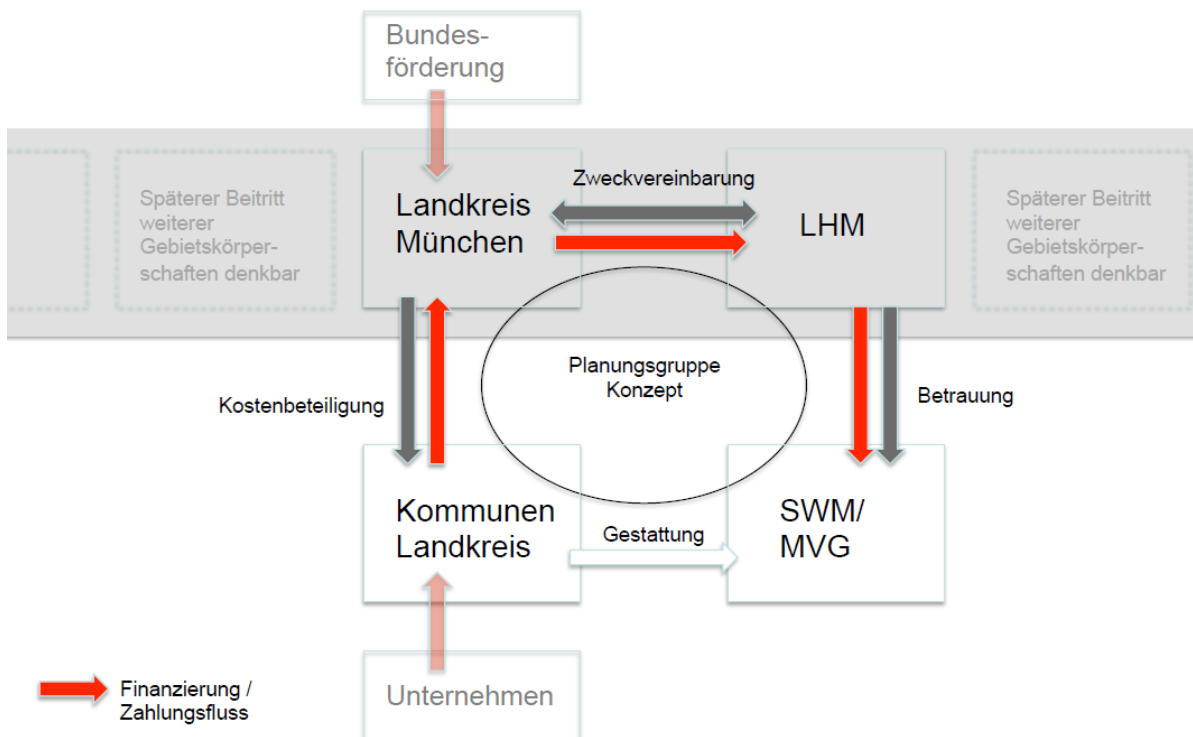 Bundes-
förderung
Späterer Beitritt
weiterer
Gebietskörper-
schaften denkbar
Landkreis
München
Zweckvereinbarung
LHM
Späterer Beitritt
weiterer
Gebietskörper-
schaften denkbar
Kostenbeteiligung
Planungsgruppe
Konzept
Betrauung
Kommunen
Landkreis
Gestattung
SWM/
MVG
Unternehmen
Finanzierung /
Zahlungsfluss